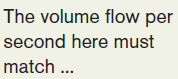 The volume flow per
second here must
match ...